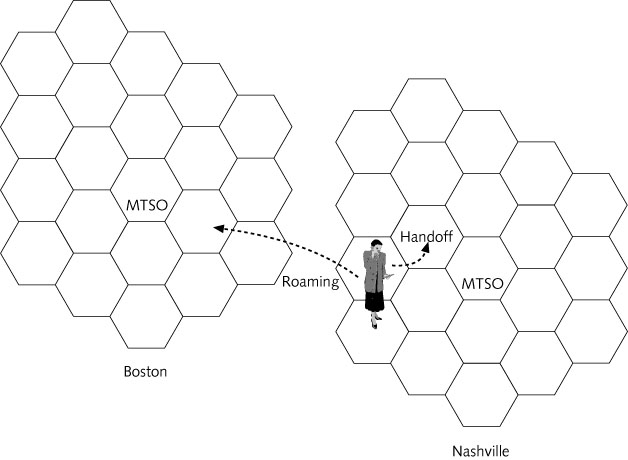 MTSO
Handoff
Roaming
MTSO
Boston
Nashville